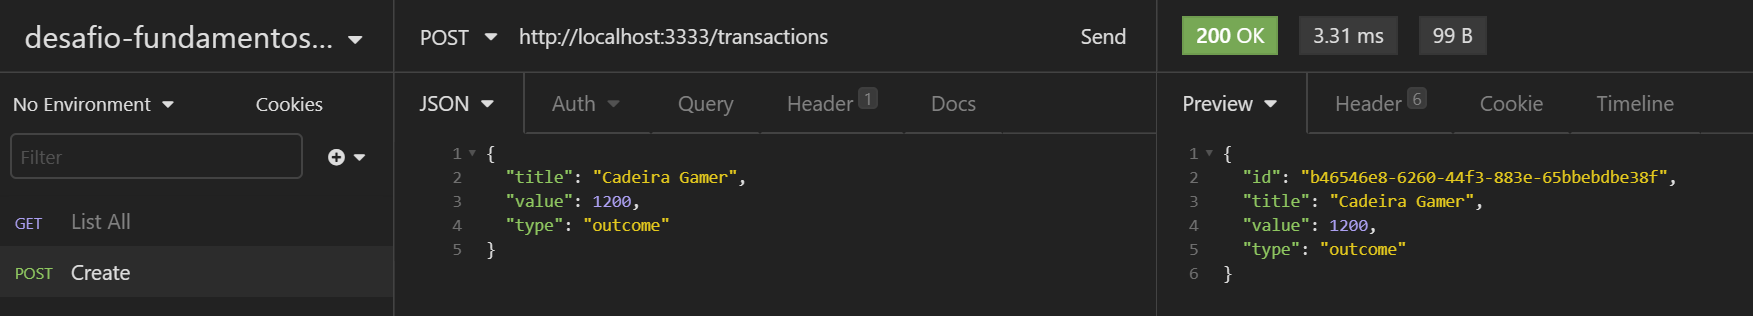 desafio-fundamentos...
No Environment
Cookies
Filter
GET List All
POST Create
POST http://localhost:3333/transactions Send
JSON Auth Query Header 1 Docs
1 {
2 "title": "Cadeira Gamer",
3 "value": 1200,
4 "type": "outcome"
5 }
200 OK 3.31 ms 99 B
Preview Header 6 Cookie Timeline
1 {
2 "id": "b46546e8-6260-44f3-883e-65bbebdbe38f",
3 "title": "Cadeira Gamer",
4 "value": 1200,
5 "type": "outcome"
6 }